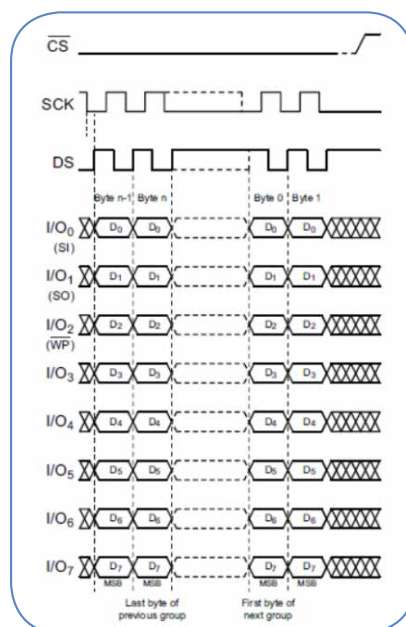 CS
SCK
DS
Byte n-1 Byte n Byte 0 Byte 1
I/O0 D0 D0 D0 D0
(SI)
I/O1 D1 D1 D1 D1
(SO)
I/O2 D2 D2 D2 D2
(WP)
I/O3 D3 D3 D3 D3
I/O4 D4 D4 D4 D4
I/O5 D5 D5 D5 D5
I/O6 D6 D6 D6 D6
I/O7 D7 D7 D7 D7
MSB MSB MSB MSB
Last byte of First byte of
previous group next group